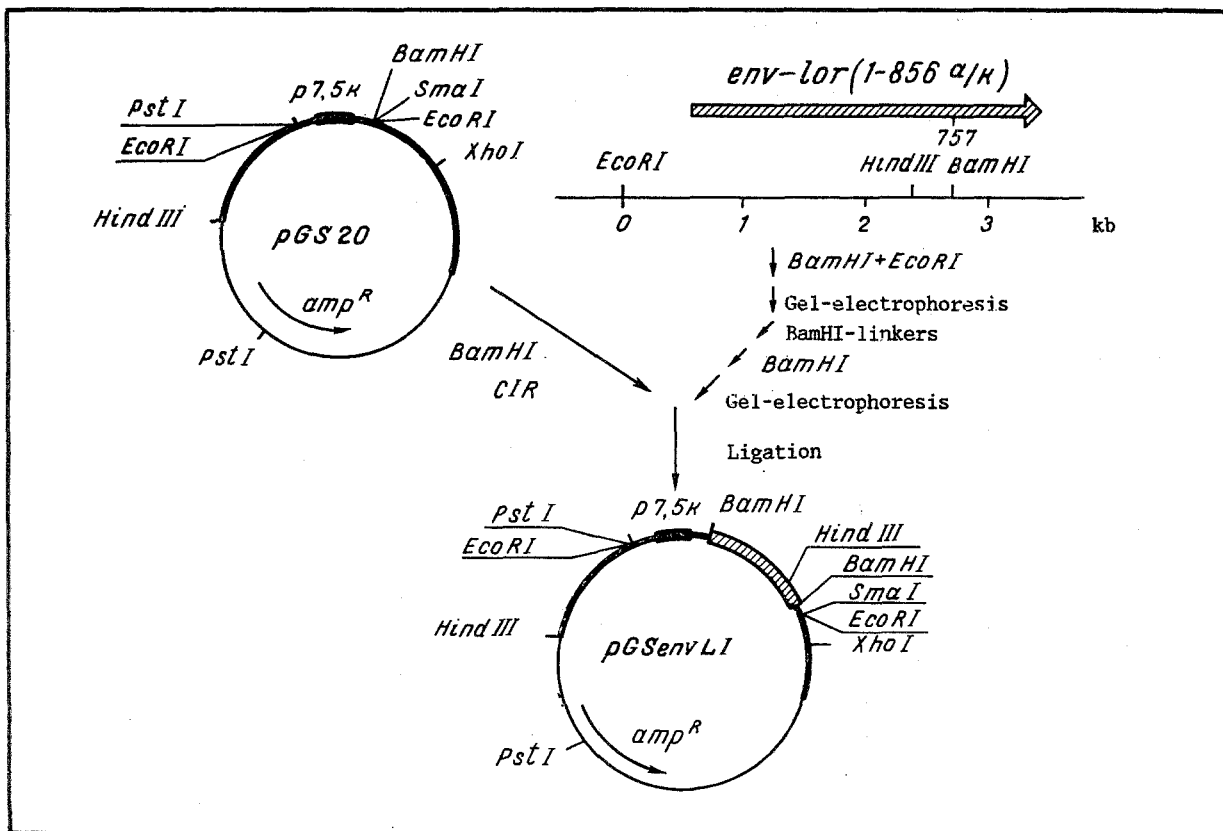 BamHI
SmaI
EcoRI
XhoI
p7,5к
PstI
EcoRI
HindIII
pGS20
amp^R
PstI
env-lor(1-856 а/к)
757
EcoRI
HindIII BamHI
0 1 2 3 kb
BamHI+EcoRI
Gel-electrophoresis
BamHI-linkers
BamHI
Gel-electrophoresis
BamHI
CIR
Ligation
p7,5к
BamHI
PstI
EcoRI
HindIII
BamHI
SmaI
EcoRI
XhoI
HindIII
pGSenvLI
amp^R
PstI